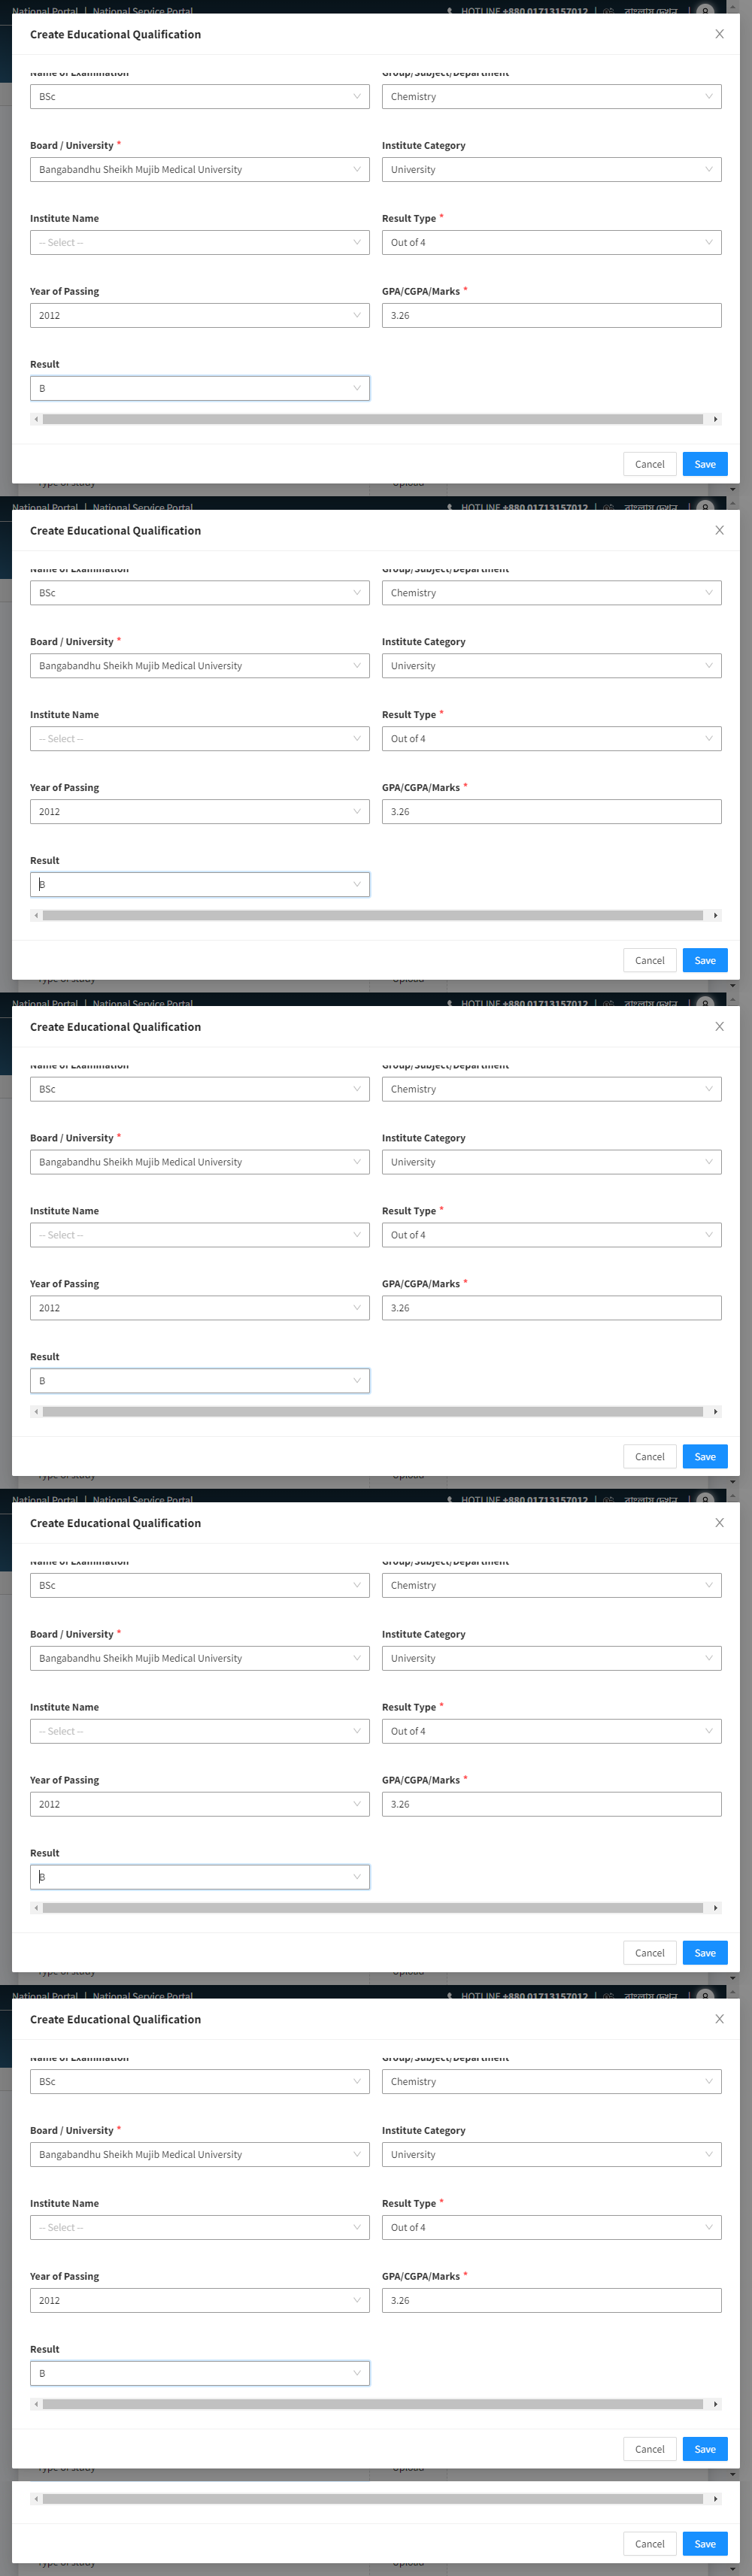 National Portal | National Service Portal HOTLINE +880 01713157012 | বাংলায় দেখুন
Create Educational Qualification
Name of Examination Group/Subject/Department
BSc Chemistry
Board / University * Institute Category
Bangabandhu Sheikh Mujib Medical University University
Institute Name Result Type *
-- Select -- Out of 4
Year of Passing GPA/CGPA/Marks *
2012 3.26
Result
B
Cancel Save
Type of study Upload
National Portal | National Service Portal HOTLINE +880 01713157012 | বাংলায় দেখুন
Create Educational Qualification
Name of Examination Group/Subject/Department
BSc Chemistry
Board / University * Institute Category
Bangabandhu Sheikh Mujib Medical University University
Institute Name Result Type *
-- Select -- Out of 4
Year of Passing GPA/CGPA/Marks *
2012 3.26
Result
B
Cancel Save
Type of study Upload
National Portal | National Service Portal HOTLINE +880 01713157012 | বাংলায় দেখুন
Create Educational Qualification
Name of Examination Group/Subject/Department
BSc Chemistry
Board / University * Institute Category
Bangabandhu Sheikh Mujib Medical University University
Institute Name Result Type *
-- Select -- Out of 4
Year of Passing GPA/CGPA/Marks *
2012 3.26
Result
B
Cancel Save
Type of study Upload
National Portal | National Service Portal HOTLINE +880 01713157012 | বাংলায় দেখুন
Create Educational Qualification
Name of Examination Group/Subject/Department
BSc Chemistry
Board / University * Institute Category
Bangabandhu Sheikh Mujib Medical University University
Institute Name Result Type *
-- Select -- Out of 4
Year of Passing GPA/CGPA/Marks *
2012 3.26
Result
B
Cancel Save
Type of study Upload
National Portal | National Service Portal HOTLINE +880 01713157012 | বাংলায় দেখুন
Create Educational Qualification
Name of Examination Group/Subject/Department
BSc Chemistry
Board / University * Institute Category
Bangabandhu Sheikh Mujib Medical University University
Institute Name Result Type *
-- Select -- Out of 4
Year of Passing GPA/CGPA/Marks *
2012 3.26
Result
B
Cancel Save
Type of study Upload
Cancel Save
Type of study Upload